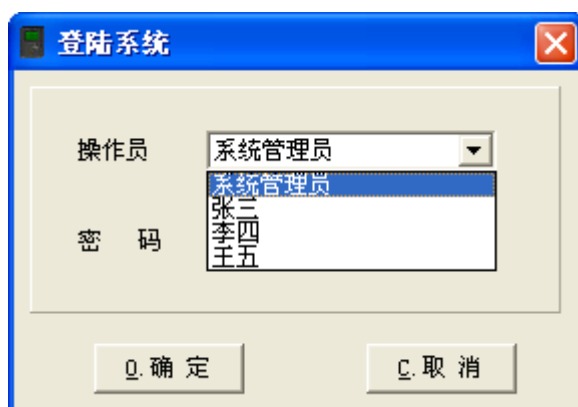 登陆系统
操作员 系统管理员
系统管理员
张三
李四
王五
密 码
O.确 定 C.取 消